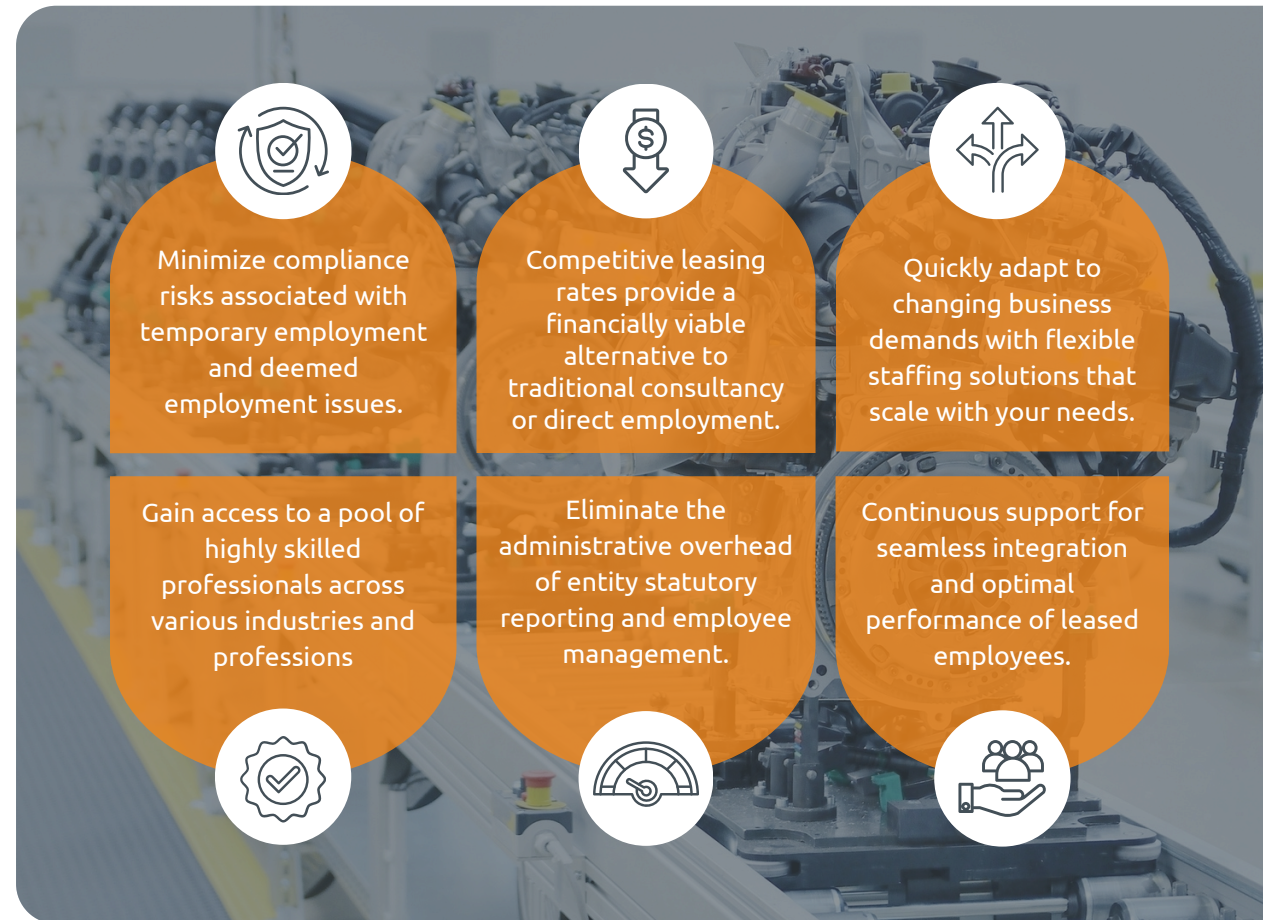 Minimize compliance
risks associated with
temporary employment
and deemed
employment issues.
Competitive leasing
rates provide a
financially viable
alternative to
traditional consultancy
or direct employment.
Quickly adapt to
changing business
demands with flexible
staffing solutions that
scale with your needs.
Gain access to a pool of
highly skilled
professionals across
various industries and
professions
Eliminate the
administrative overhead
of entity statutory
reporting and employee
management.
Continuous support for
seamless integration
and optimal
performance of leased
employees.